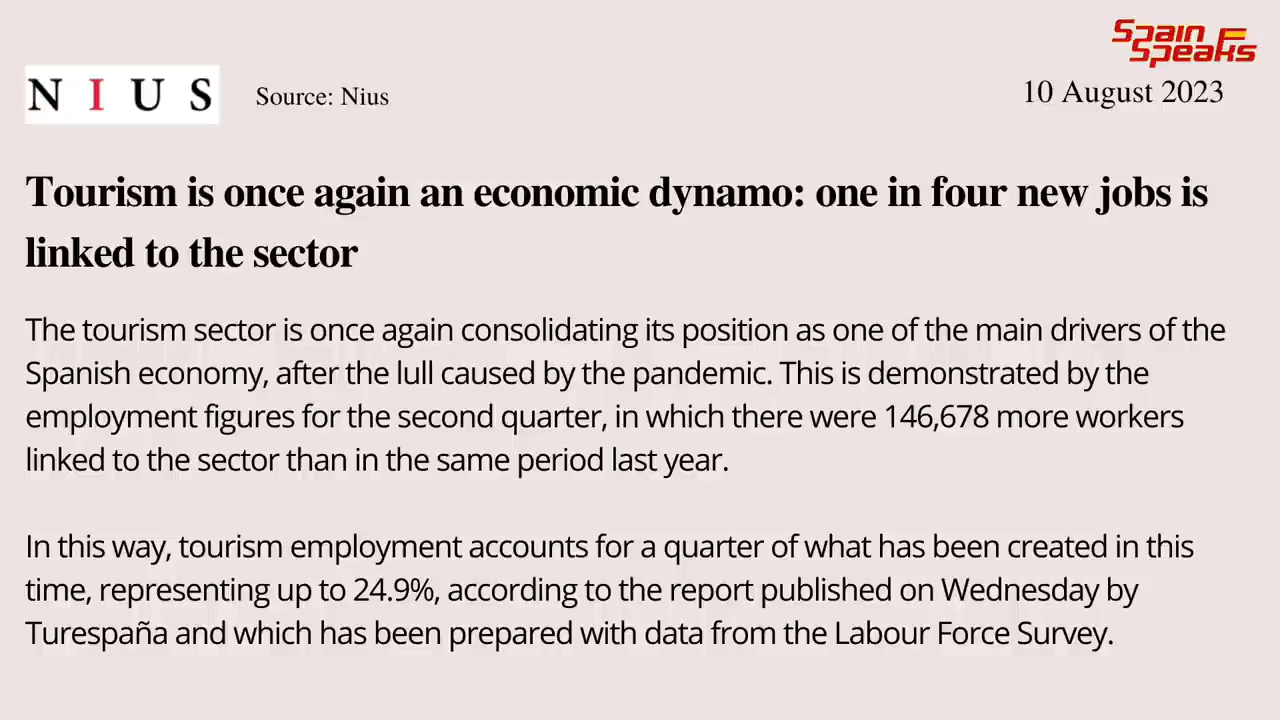 Spain
Speaks
NIUS
Source: Nius
10 August 2023
Tourism is once again an economic dynamo: one in four new jobs is
linked to the sector
The tourism sector is once again consolidating its position as one of the main drivers of the
Spanish economy, after the lull caused by the pandemic. This is demonstrated by the
employment figures for the second quarter, in which there were 146,678 more workers
linked to the sector than in the same period last year.
In this way, tourism employment accounts for a quarter of what has been created in this
time, representing up to 24.9%, according to the report published on Wednesday by
Turespaña and which has been prepared with data from the Labour Force Survey.